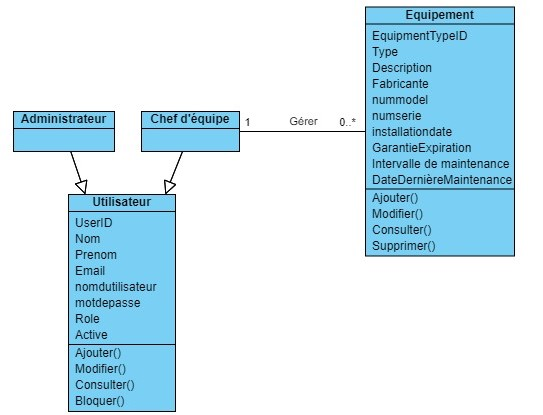 Equipement
EquipmentTypeID
Type
Description
Fabricante
nummodel
numserie
installationdate
GarantieExpiration
Intervalle de maintenance
DateDernièreMaintenance
Ajouter()
Modifier()
Consulter()
Supprimer()
Administrateur
Chef d'équipe
1
Gérer
0..*
Utilisateur
UserID
Nom
Prenom
Email
nomdutilisateur
motdepasse
Role
Active
Ajouter()
Modifier()
Consulter()
Bloquer()